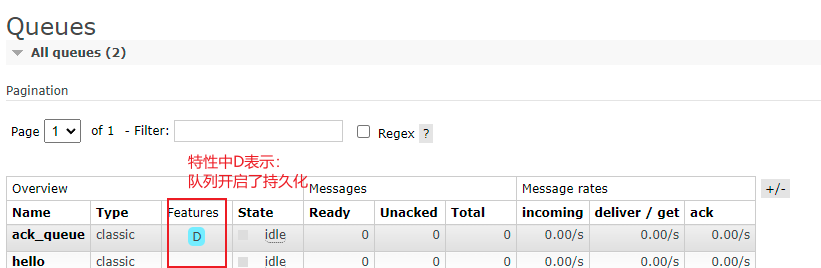 Queues
All queues (2)
Pagination
Page 1 of 1 - Filter: Regex ?
特性中D表示：
队列开启了持久化
Overview Messages Message rates +/-
Name Type Features State Ready Unacked Total incoming deliver / get ack
ack_queue classic D idle 0 0 0 0.00/s 0.00/s 0.00/s
hello classic idle 0 0 0 0.00/s 0.00/s 0.00/s